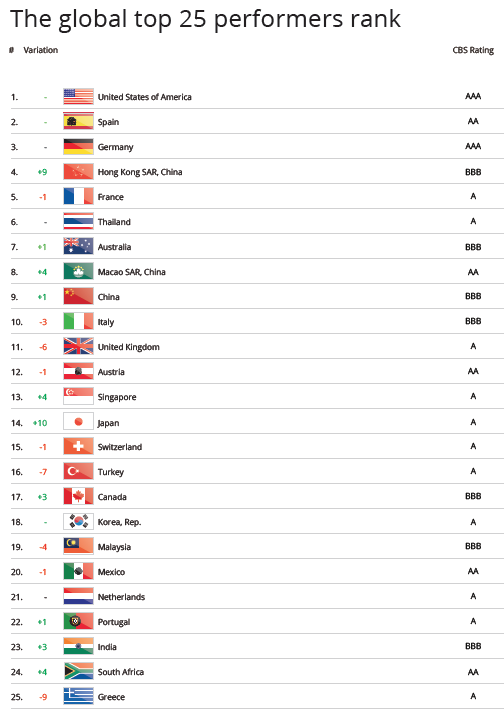 The global top 25 performers rank
# Variation CBS Rating
1. - United States of America AAA
2. - Spain AA
3. - Germany AAA
4. +9 Hong Kong SAR, China BBB
5. -1 France A
6. - Thailand A
7. +1 Australia BBB
8. +4 Macao SAR, China AA
9. +1 China BBB
10. -3 Italy BBB
11. -6 United Kingdom A
12. -1 Austria AA
13. +4 Singapore A
14. +10 Japan A
15. -1 Switzerland A
16. -7 Turkey A
17. +3 Canada BBB
18. - Korea, Rep. A
19. -4 Malaysia BBB
20. -1 Mexico AA
21. - Netherlands A
22. +1 Portugal A
23. +3 India BBB
24. +4 South Africa AA
25. -9 Greece A